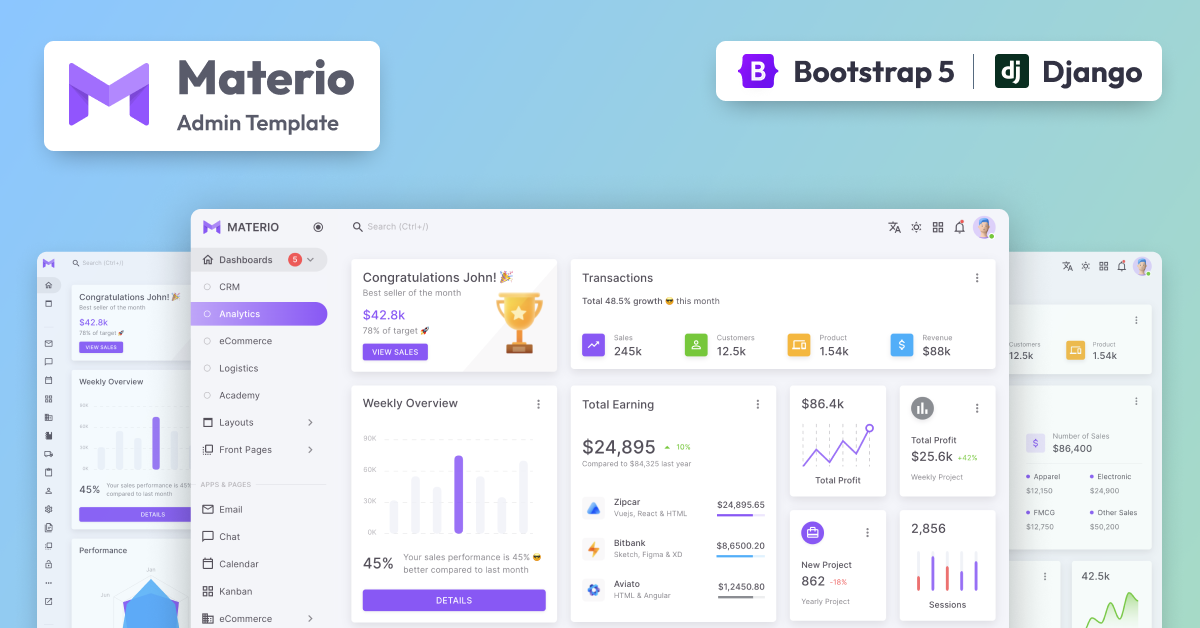 Materio
Admin Template
B Bootstrap 5 | dj Django
MATERIO
Search (Ctrl+/)
Dashboards 5
CRM
Analytics
eCommerce
Logistics
Academy
Layouts
Front Pages
APPS & PAGES
Email
Chat
Calendar
Kanban
eCommerce
Congratulations John! 🎉
Best seller of the month
$42.8k
78% of target 🚀
VIEW SALES
Transactions
Total 48.5% growth 😎 this month
Sales
245k
Customers
12.5k
Product
1.54k
Revenue
$88k
Weekly Overview
90K
60K
30K
0K
45%
Your sales performance is 45% 😎
better compared to last month
DETAILS
Total Earning
$24,895 10%
Compared to $84,325 last year
Zipcar
Vuejs, React & HTML
$24,895.65
Bitbank
Sketch, Figma & XD
$8,6500.20
Aviato
HTML & Angular
$1,2450.80
$86.4k
Total Profit
Total Profit
$25.6k +42%
Weekly Project
New Project
862 -18%
Yearly Project
2,856
Sessions
Search (Ctrl+/)
Congratulations John! 🎉
Best seller of the month
$42.8k
78% of target 🚀
VIEW SALES
Weekly Overview
45%
Your sales performance is 45%
compared to last month
DETAILS
Performance
Jan
Jun
Customers
12.5k
Product
1.54k
Number of Sales
$86,400
Apparel
$12,150
Electronic
$24,900
FMCG
$12,750
Other Sales
$50,200
42.5k